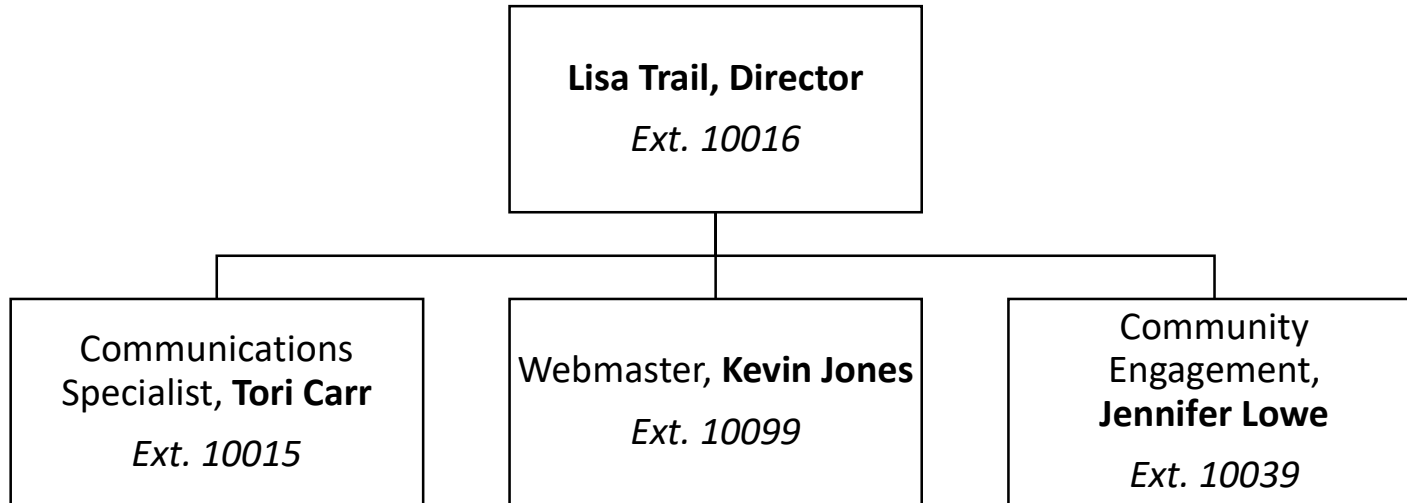 Lisa Trail, Director
Ext. 10016
Communications
Specialist, Tori Carr
Ext. 10015
Webmaster, Kevin Jones
Ext. 10099
Community
Engagement,
Jennifer Lowe
Ext. 10039